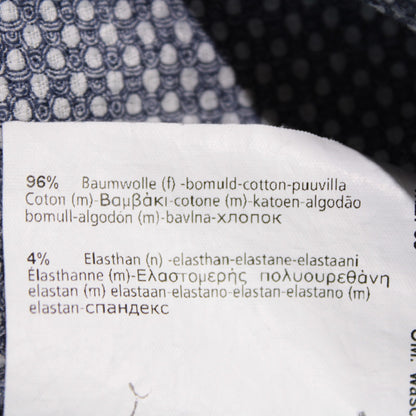 96% Baumwolle (f) -bomuld-cotton-puuvilla
Coton (m)-Βαμβάκι-cotone (m)-katoen-algodão
bomull-algodón (m)-bavlna-хлопок
4% Elasthan (n) -elasthan-elastane-elastaani
Élasthanne (m)-Ελαστομερής πολυουρεθάνη
elastan (m) elastaan-elastano-elastan-elastano (m)
elastan-спандекс